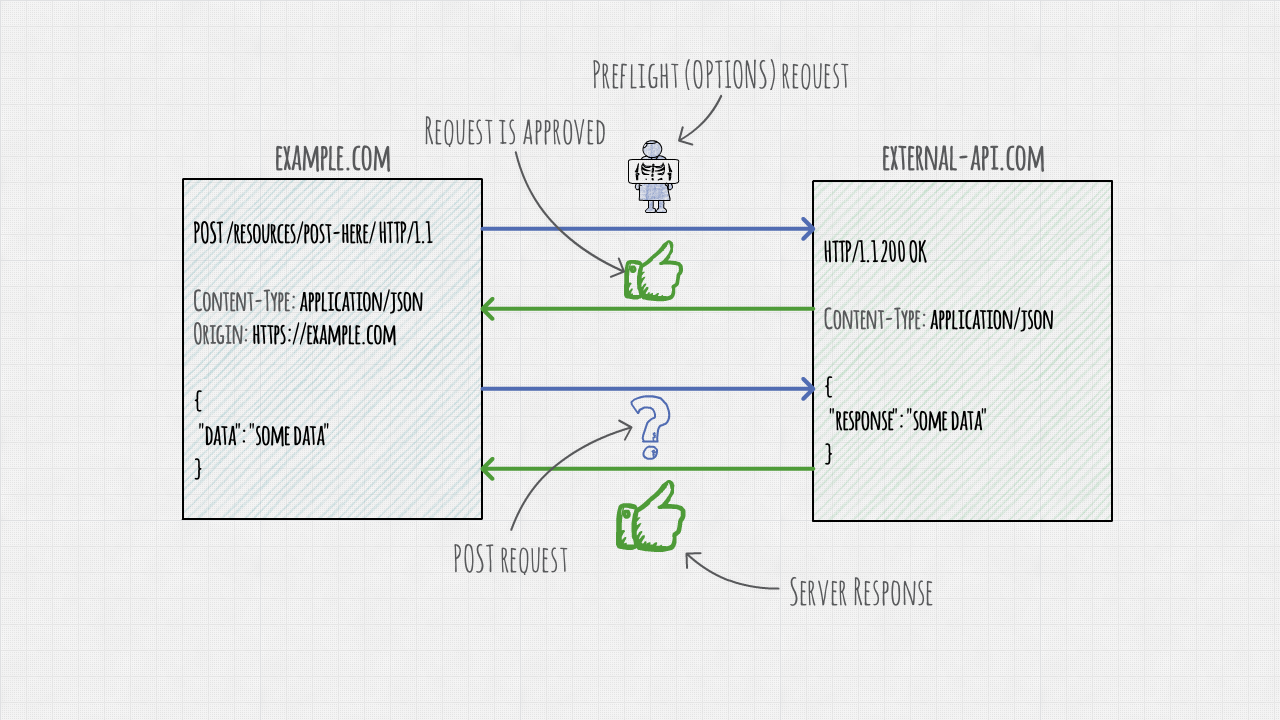 Preflight (OPTIONS) request
Request is approved
example.com
external-api.com
POST /resources/post-here/ HTTP/1.1
Content-Type: application/json
Origin: https://example.com
{
"data": "some data"
}
HTTP/1.1 200 OK
Content-Type: application/json
{
"response": "some data"
}
POST request
Server Response